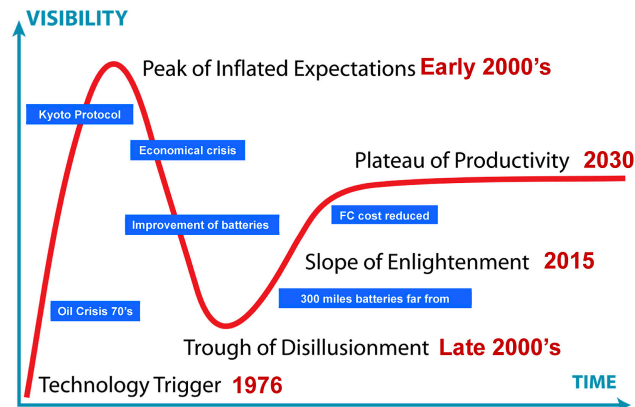 VISIBILITY
Peak of Inflated Expectations Early 2000's
Kyoto Protocol
Economical crisis
Plateau of Productivity 2030
FC cost reduced
Improvement of batteries
Slope of Enlightenment 2015
300 miles batteries far from
Oil Crisis 70's
Trough of Disillusionment Late 2000's
Technology Trigger 1976
TIME